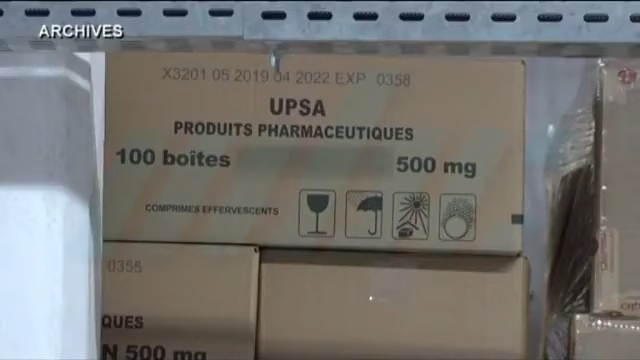 ARCHIVES
X3201 05 2019 04 2022 EXP 0358
UPSA
PRODUITS PHARMACEUTIQUES
100 boîtes 500 mg
COMPRIMES EFFERVESCENTS
0355
QUES
N 500 mg